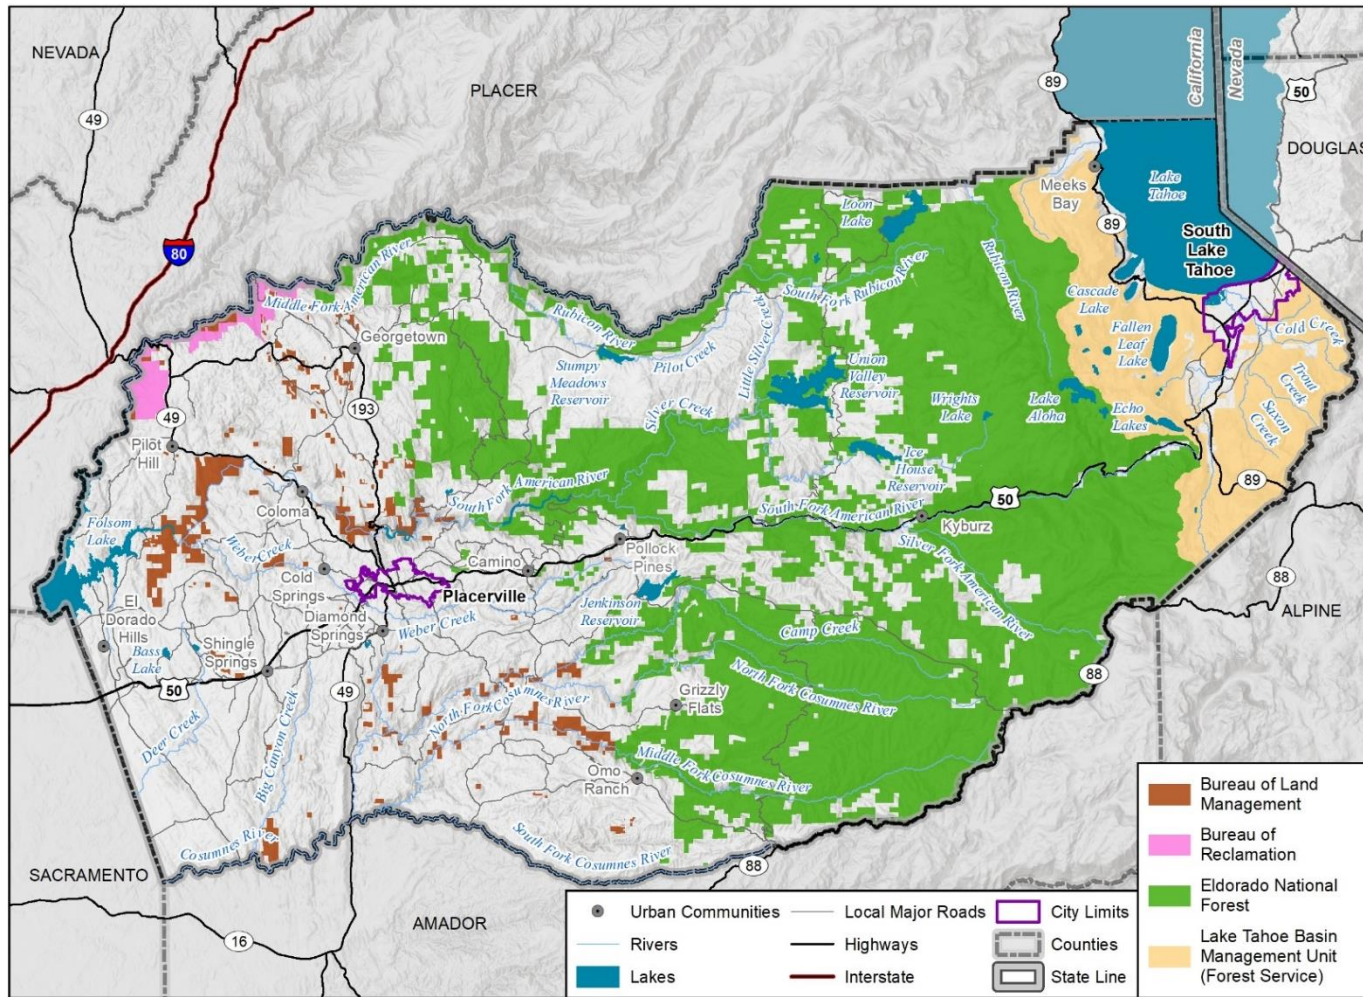 NEVADA
PLACER
DOUGLAS
SACRAMENTO
AMADOR
ALPINE
California
Nevada
49
80
89
50
89
Meeks
Bay
Lake
Tahoe
South
Lake
Tahoe
Loon
Lake
Rubicon River
South Fork Rubicon River
Cascade
Lake
Fallen
Leaf
Lake
Cold Creek
Trout
Creek
Saxon
Creek
Middle Fork American River
Georgetown
Rubicon River
Stumpy
Meadows
Reservoir
Pilot Creek
Little Silver Creek
Silver Creek
Union
Valley
Reservoir
Wrights
Lake
Lake
Aloha
Echo
Lakes
193
49
Pilot
Hill
Ice
House
Reservoir
89
50
South Fork American River
South Fork American River
Kyburz
Silver Fork American River
Coloma
Folsom
Lake
Weber Creek
Cold
Springs
Camino
Pollock
Pines
Placerville
Diamond
Springs
Weber Creek
Jenkinson
Reservoir
Camp Creek
88
El
Dorado
Hills
Bass
Lake
Shingle
Springs
50
49
Deer Creek
Big Canyon Creek
North Fork Cosumnes River
Grizzly
Flats
North Fork Cosumnes River
88
Omo
Ranch
Middle Fork Cosumnes River
Cosumnes River
South Fork Cosumnes River
88
16
Urban Communities
Local Major Roads
City Limits
Rivers
Highways
Counties
Lakes
Interstate
State Line
Bureau of Land
Management
Bureau of
Reclamation
Eldorado National
Forest
Lake Tahoe Basin
Management Unit
(Forest Service)